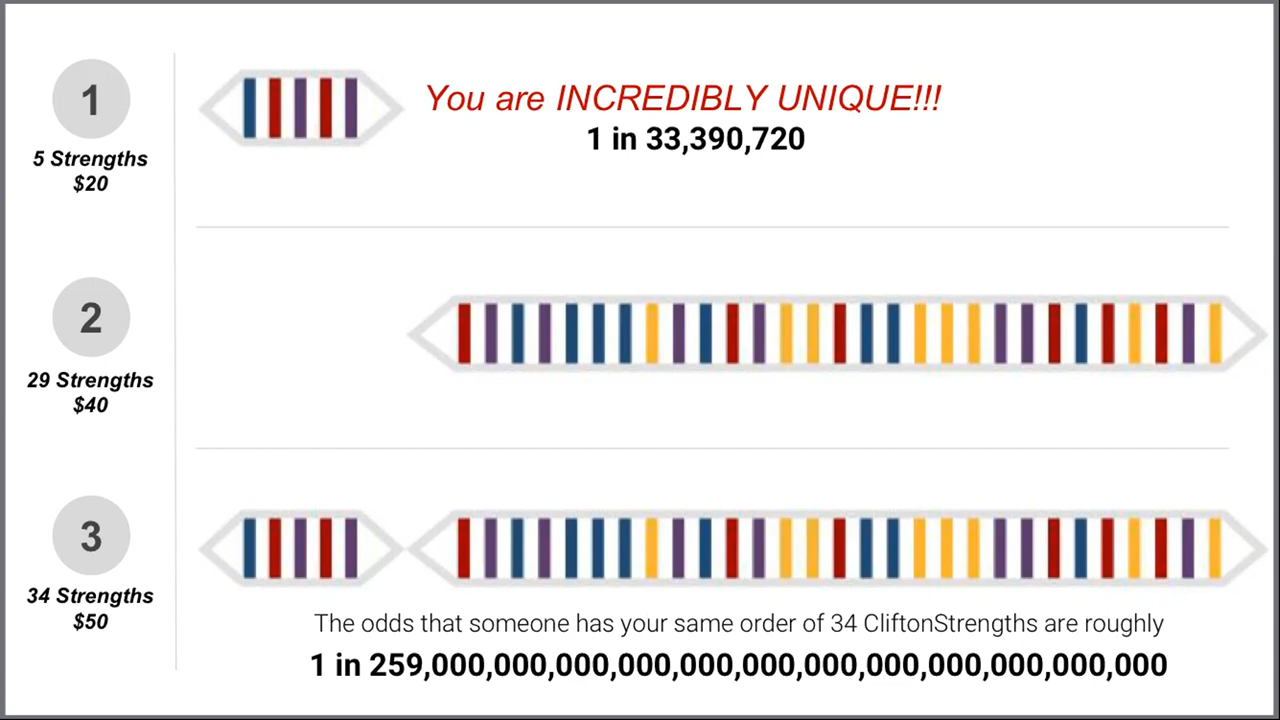 1
5 Strengths
$20
You are INCREDIBLY UNIQUE!!!
1 in 33,390,720
2
29 Strengths
$40
3
34 Strengths
$50
The odds that someone has your same order of 34 CliftonStrengths are roughly
1 in 259,000,000,000,000,000,000,000,000,000,000,000,000